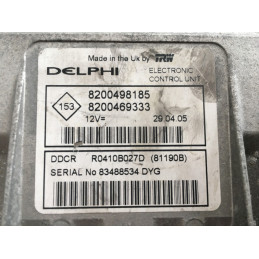 Made in the Uk by TRW
DELPHI
ELECTRONIC
CONTROL UNIT
8200498185
153
8200469333
12V= 29.04.05
DDCR R0410B027D (81190B)
SERIAL No 83488534 DYG